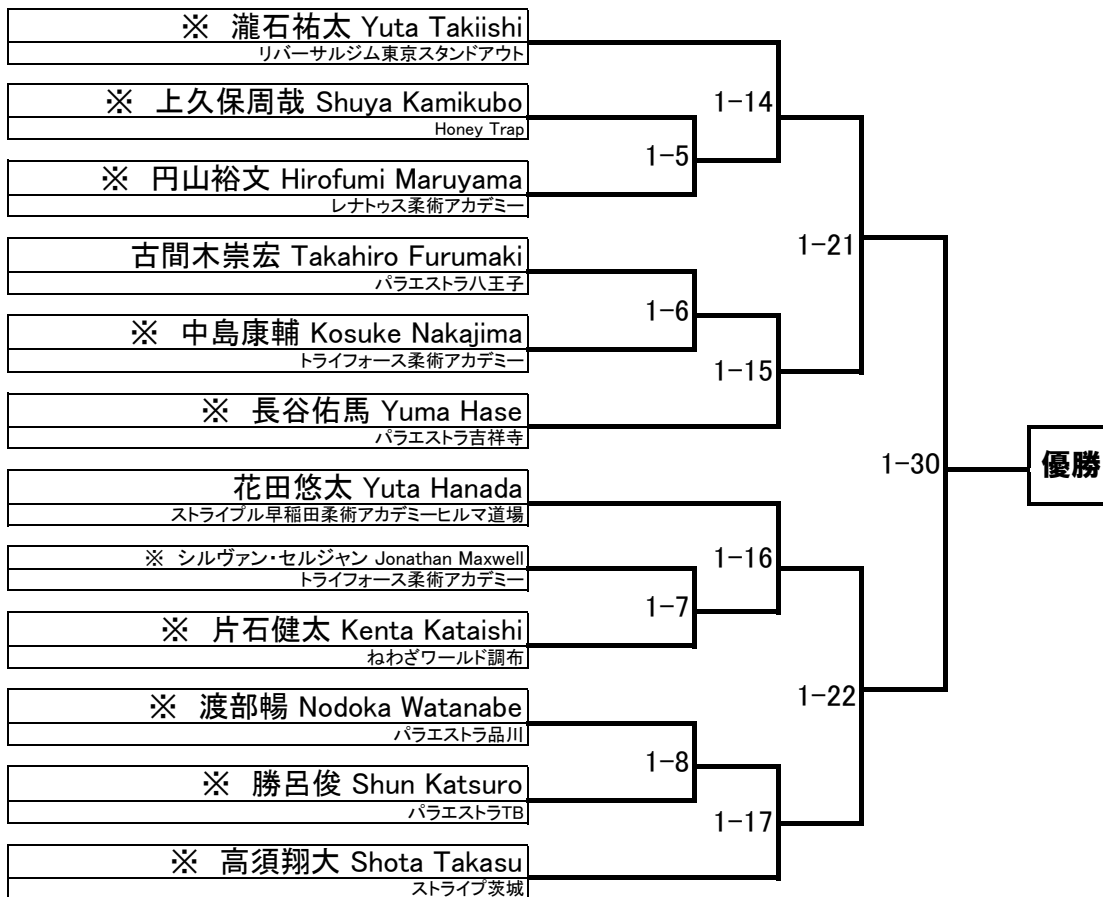 ※ 瀧石祐太 Yuta Takiishi
リバーサルジム東京スタンドアウト
※ 上久保周哉 Shuya Kamikubo
Honey Trap
1-14
1-5
※ 円山裕文 Hirofumi Maruyama
レナトゥス柔術アカデミー
古間木崇宏 Takahiro Furumaki
パラエストラ八王子
1-21
1-6
※ 中島康輔 Kosuke Nakajima
トライフォース柔術アカデミー
1-15
※ 長谷佑馬 Yuma Hase
パラエストラ吉祥寺
1-30
優勝
花田悠太 Yuta Hanada
ストライプル早稲田柔術アカデミーヒルマ道場
※ シルヴァン・セルジャン Jonathan Maxwell
トライフォース柔術アカデミー
1-16
1-7
※ 片石健太 Kenta Kataishi
ねわざワールド調布
1-22
※ 渡部暢 Nodoka Watanabe
パラエストラ品川
1-8
※ 勝呂俊 Shun Katsuro
パラエストラTB
1-17
※ 高須翔大 Shota Takasu
ストライプ茨城